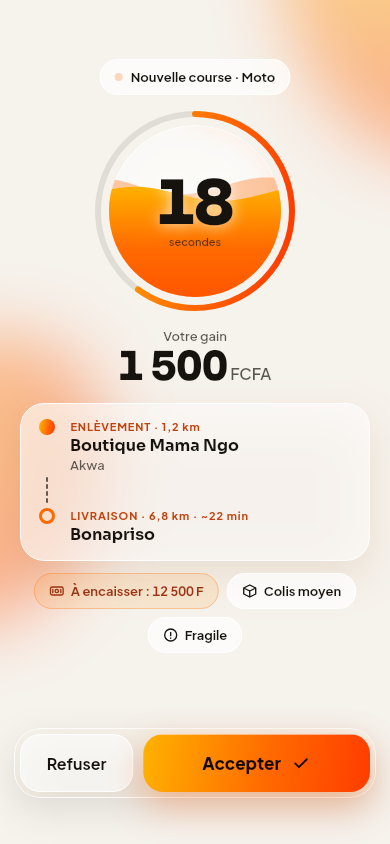 Nouvelle course · Moto
18
secondes
Votre gain
1 500 FCFA
ENLÈVEMENT · 1,2 km
Boutique Mama Ngo
Akwa
LIVRAISON · 6,8 km · ~22 min
Bonapriso
À encaisser : 12 500 F
Colis moyen
Fragile
Refuser
Accepter